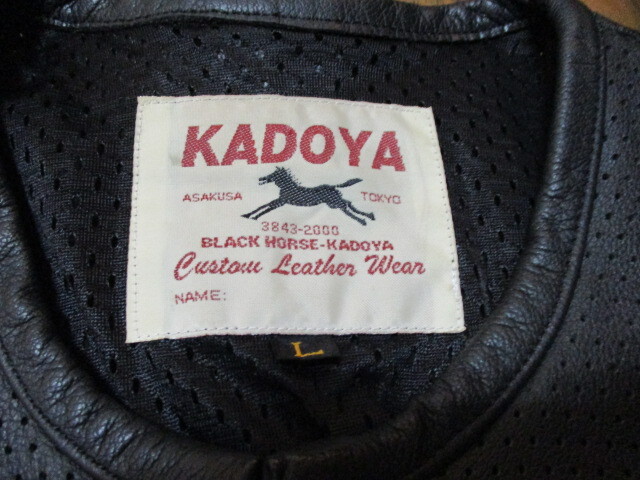 KADOYA
ASAKUSA TOKYO
3843-2000
BLACK HORSE-KADOYA
Custom Leather Wear
NAME:
L